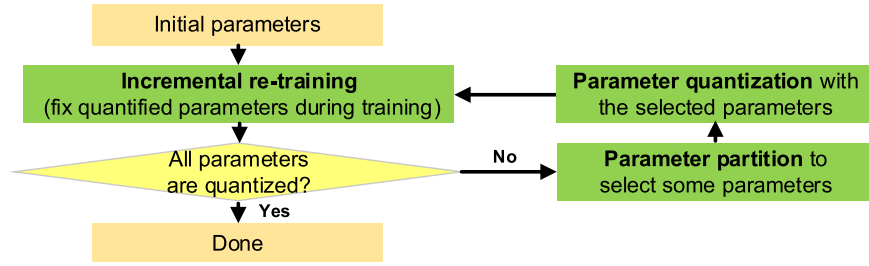 Initial parameters
Incremental re-training
(fix quantified parameters during training)
All parameters
are quantized?
Yes
Done
No
Parameter partition to
select some parameters
Parameter quantization with
the selected parameters